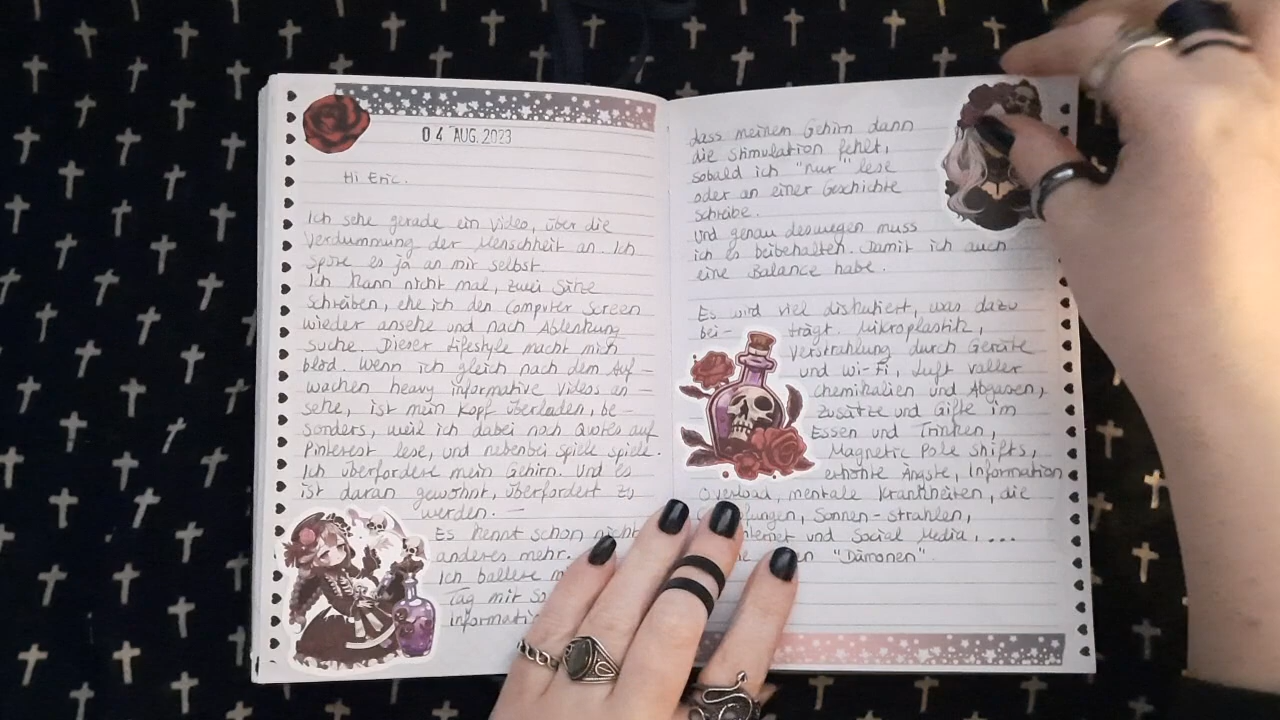 04 AUG. 2023
Hi Eric.
Ich sehe gerade ein Video, über die
Verdummung der Menschheit an. Ich
spüre es ja an mir selbst.
Ich kann nicht mal, zwei Sätze
schreiben, ehe ich den Computer Screen
wieder ansehe und nach Ablenkung
suche. Dieser Lifestyle macht mich
blöd. Wenn ich gleich nach dem Auf-
wachen heavy informative Videos an
sehe, ist mein Kopf überladen, be-
sonders, weil ich dabei noch Quotes auf
Pinterest lese, und nebenbei Spiele spiele.
Ich überfordere mein Gehirn. Und es
ist daran gewöhnt, überfordert zu
werden. —
Es kennt schon nicht
anderes mehr.
Ich ballere
Tag mir
dass meinem Gehirn dann
die Stimulation fehlt,
sobald ich "nur" lese
oder an einer Geschichte
schreibe.
Und genau deswegen muss
ich es beibehalten. Damit ich auch
eine Balance habe.
Es wird viel diskutiert, was dazu
bei- trägt. Mikroplastik,
Verstrahlung durch Geräte
und Wi-Fi, Luft voller
chemikalien und Abgasen,
Zusätze und Gifte im
Essen und Trinken,
Magnetic Pole shifts,
erhöhte Ängste, Information
Overload, mentale Krankheiten, die
Sonnen-strahlen,
und Social Media, ...
"Dämonen".